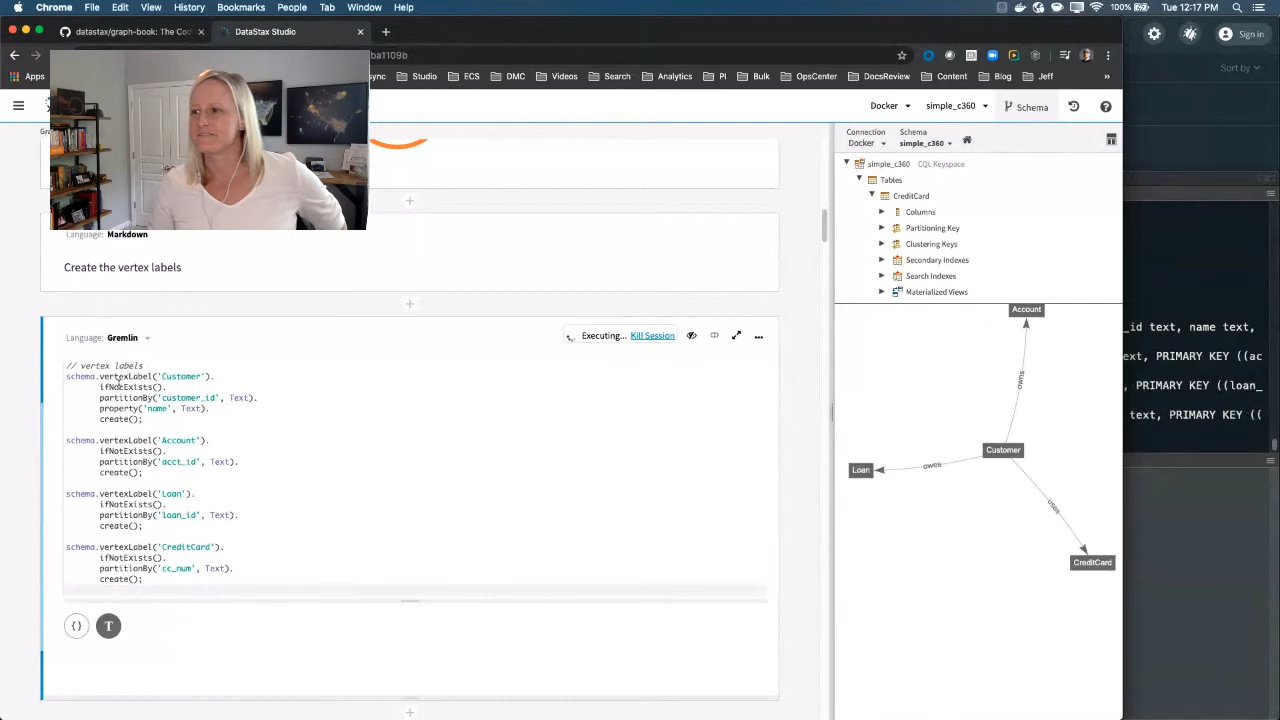 Chrome File Edit View History Bookmarks People Tab Window Help
100% Tue 12:17 PM
datastax/graph-book: The Cod
DataStax Studio
Sign in
ba1109b
Sort by
Apps
sync
Studio
ECS
DMC
Videos
Search
Analytics
PI
Bulk
OpsCenter
DocsReview
Content
Blog
Jeff
Docker
simple_c360
Schema
Connection
Docker
Schema
simple_c360
simple_c360 CQL Keyspace
Tables
CreditCard
Columns
Partitioning Key
Clustering Keys
Secondary Indexes
Search Indexes
Materialized Views
Language: Markdown
Create the vertex labels
Language: Gremlin
Executing... Kill Session
// vertex labels
schema.vertexLabel('Customer').
ifNotExists().
partitionBy('customer_id', Text).
property('name', Text).
create();
schema.vertexLabel('Account').
ifNotExists().
partitionBy('acct_id', Text).
create();
schema.vertexLabel('Loan').
ifNotExists().
partitionBy('loan_id', Text).
create();
schema.vertexLabel('CreditCard').
ifNotExists().
partitionBy('cc_num', Text).
create();
{} T
Account
owns
Customer
Loan
owes
uses
CreditCard
_id text, name text,
text, PRIMARY KEY ((ac
ext, PRIMARY KEY ((loan_
text, PRIMARY KEY ((